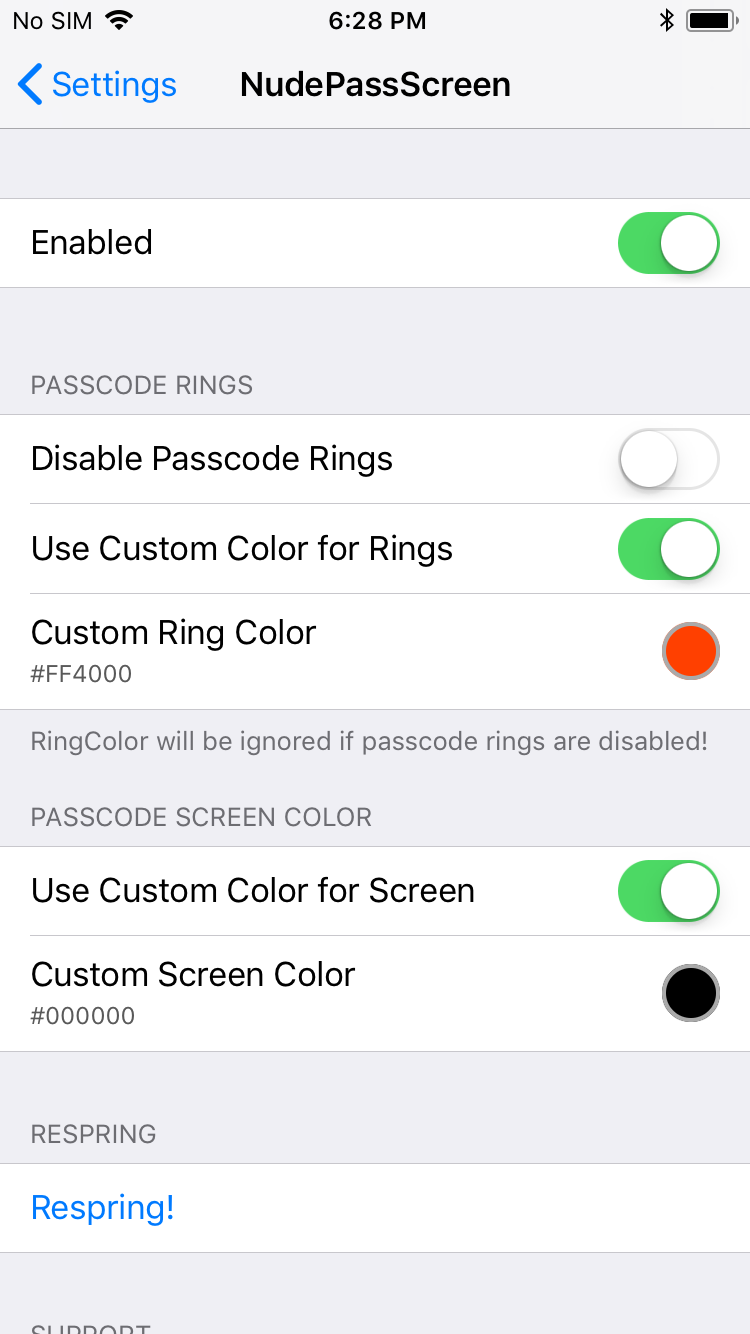 No SIM 6:28 PM
Settings NudePassScreen
Enabled
PASSCODE RINGS
Disable Passcode Rings
Use Custom Color for Rings
Custom Ring Color
#FF4000
RingColor will be ignored if passcode rings are disabled!
PASSCODE SCREEN COLOR
Use Custom Color for Screen
Custom Screen Color
#000000
RESPRING
Respring!
SUPPORT